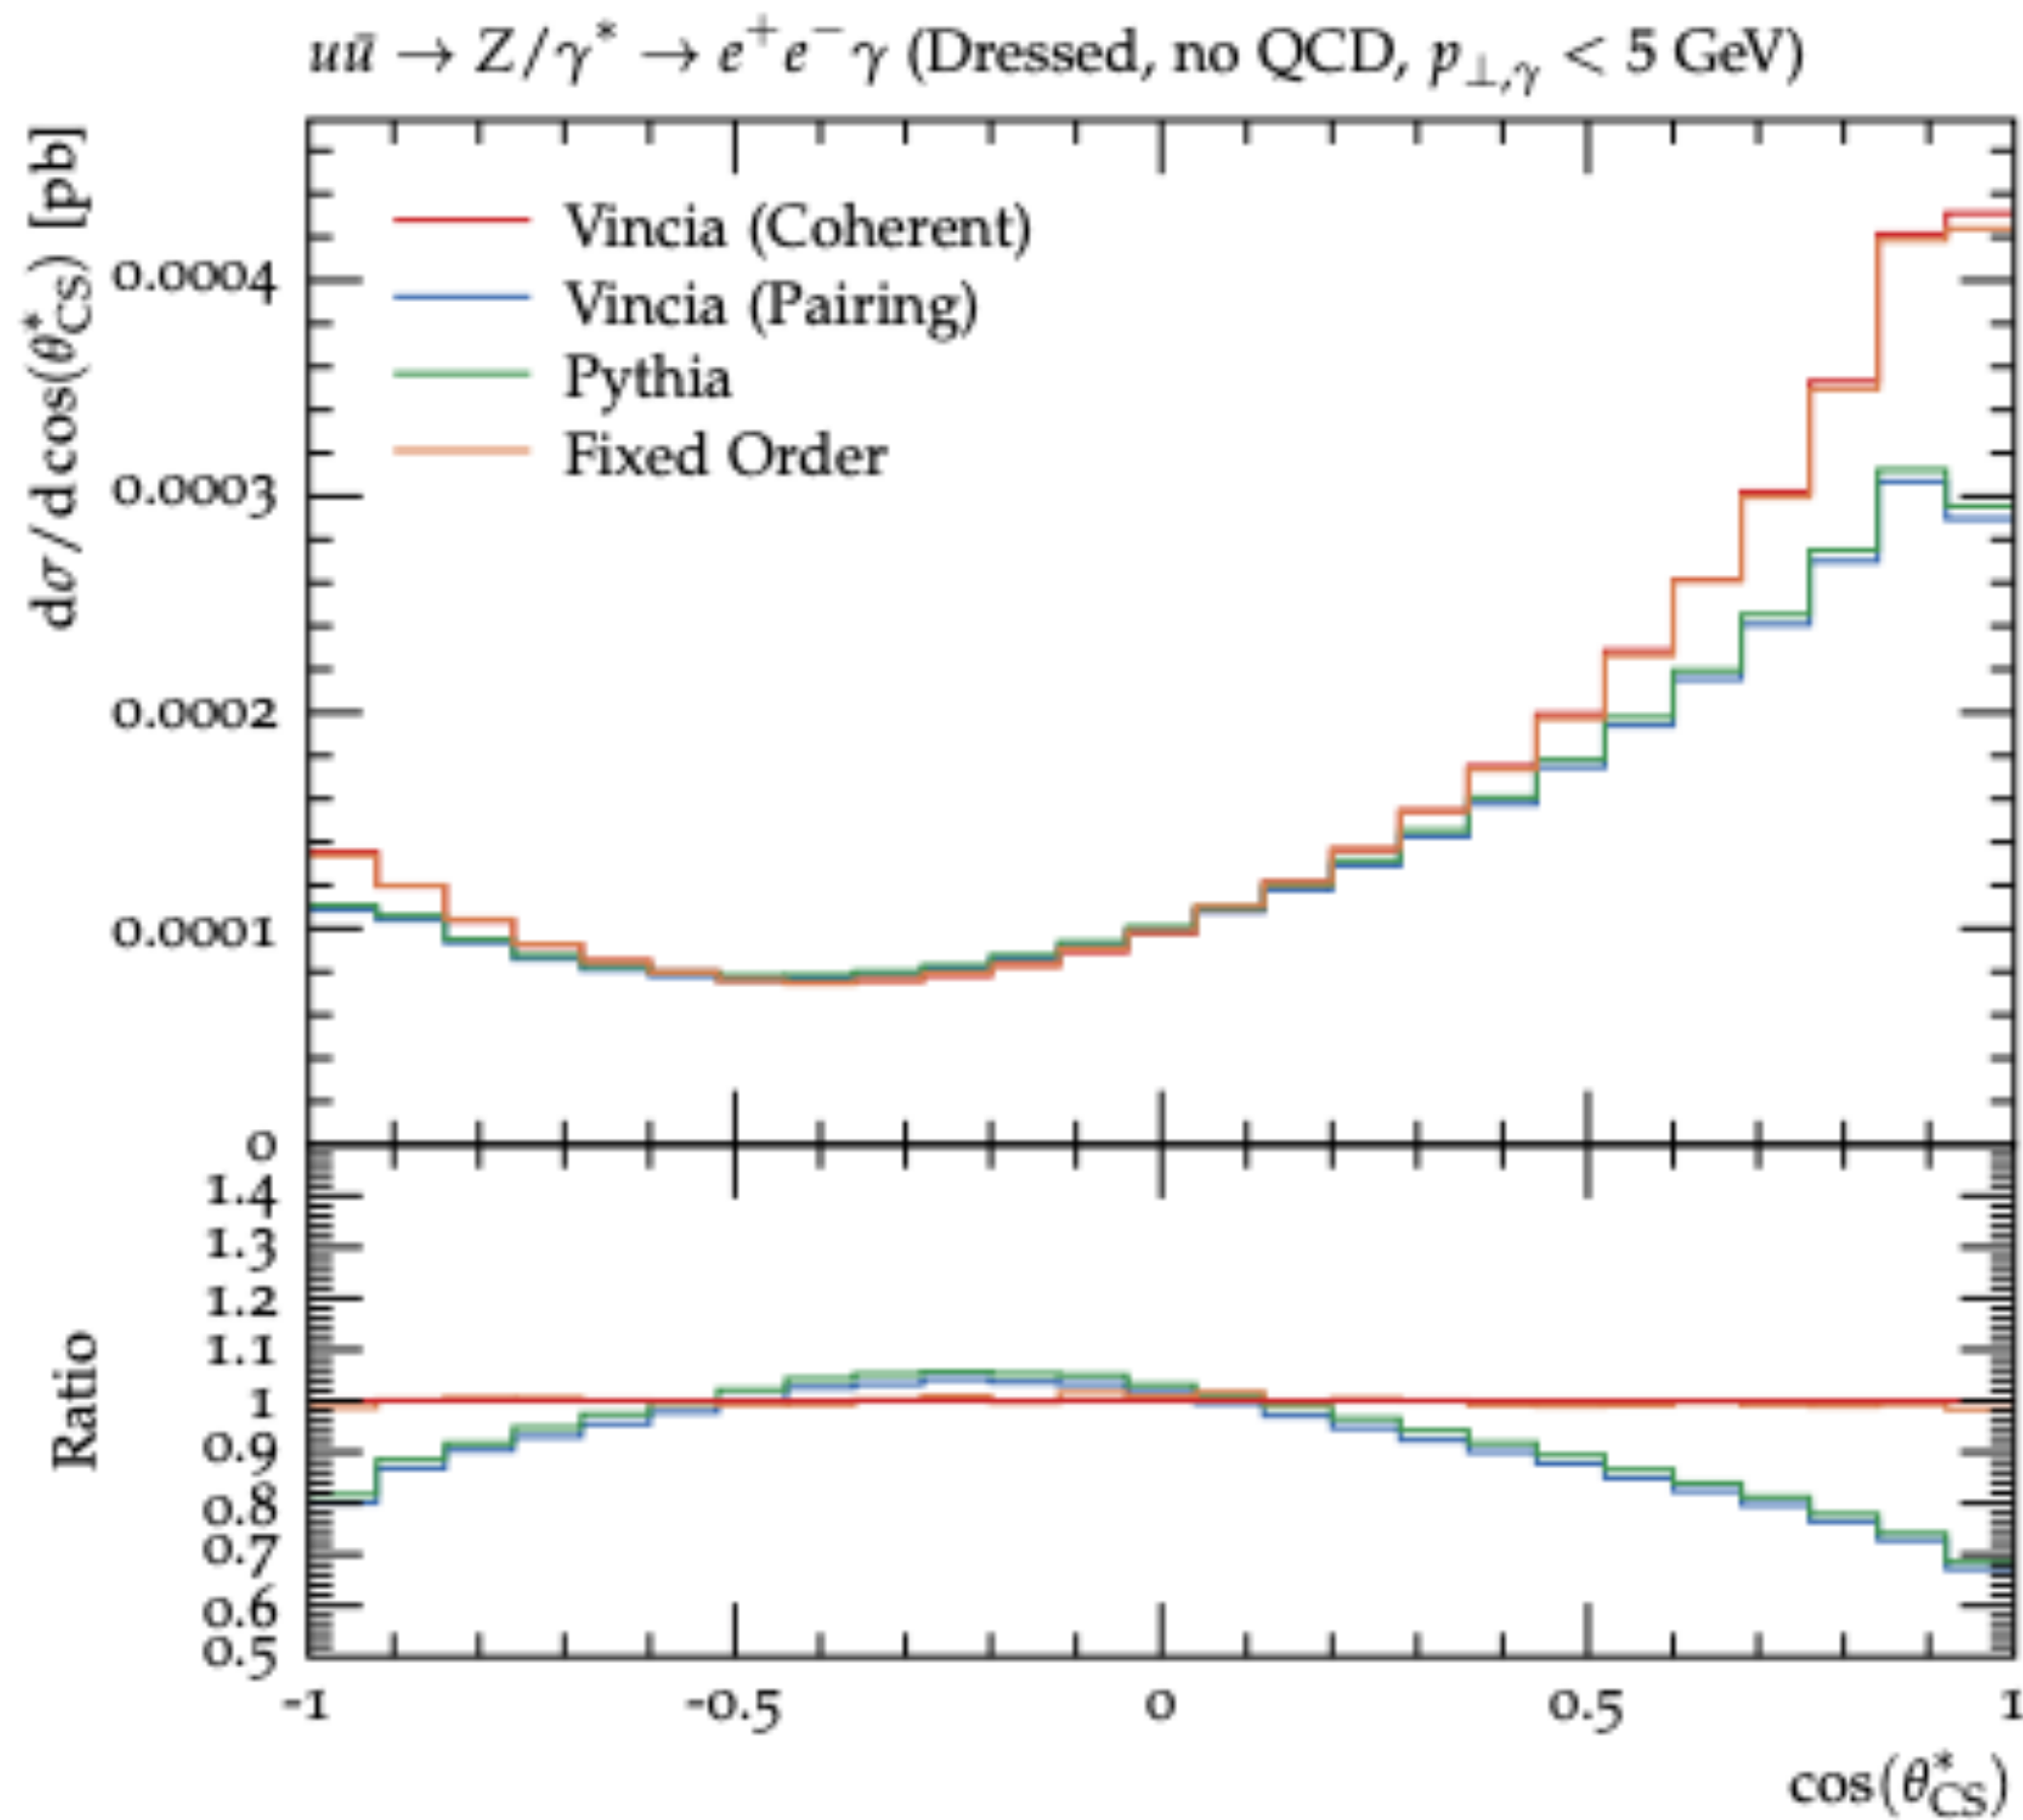 uū → Z/γ* → e⁺e⁻γ (Dressed, no QCD, p⊥,γ < 5 GeV)
dσ/d cos(θ*CS) [pb]
Vincia (Coherent)
Vincia (Pairing)
Pythia
Fixed Order
0.0004
0.0003
0.0002
0.0001
0
Ratio
1.4
1.3
1.2
1.1
1
0.9
0.8
0.7
0.6
0.5
-1 -0.5 0 0.5 1
cos(θ*CS)